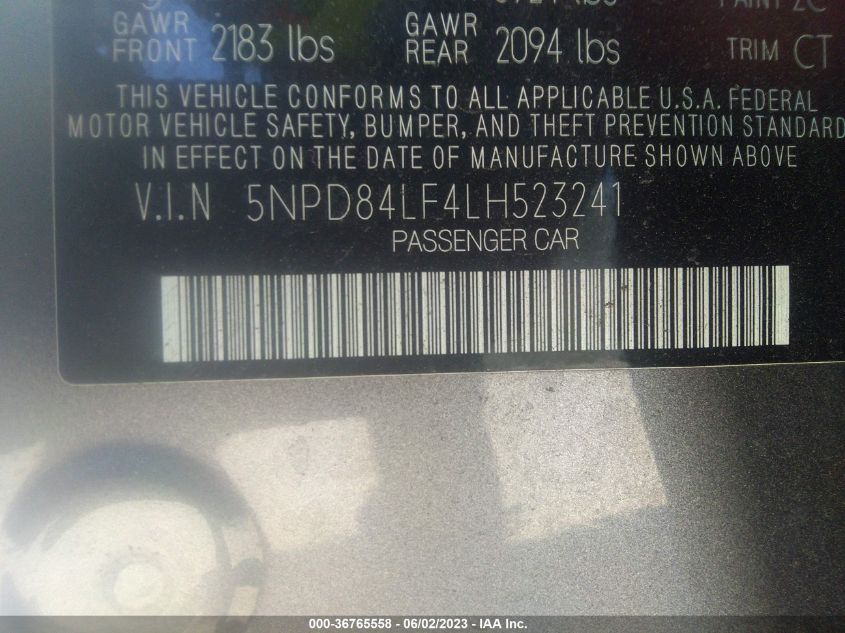 GAWR FRONT 2183 lbs GAWR REAR 2094 lbs TRIM CT
THIS VEHICLE CONFORMS TO ALL APPLICABLE U.S.A. FEDERAL
MOTOR VEHICLE SAFETY, BUMPER, AND THEFT PREVENTION STANDARD
IN EFFECT ON THE DATE OF MANUFACTURE SHOWN ABOVE
V.I.N 5NPD84LF4LH523241
PASSENGER CAR
000-36765558 - 06/02/2023 - IAA Inc.